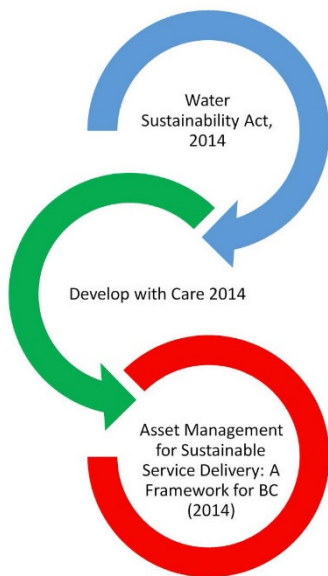 Water
Sustainability Act,
2014
Develop with Care 2014
Asset Management
for Sustainable
Service Delivery: A
Framework for BC
(2014)